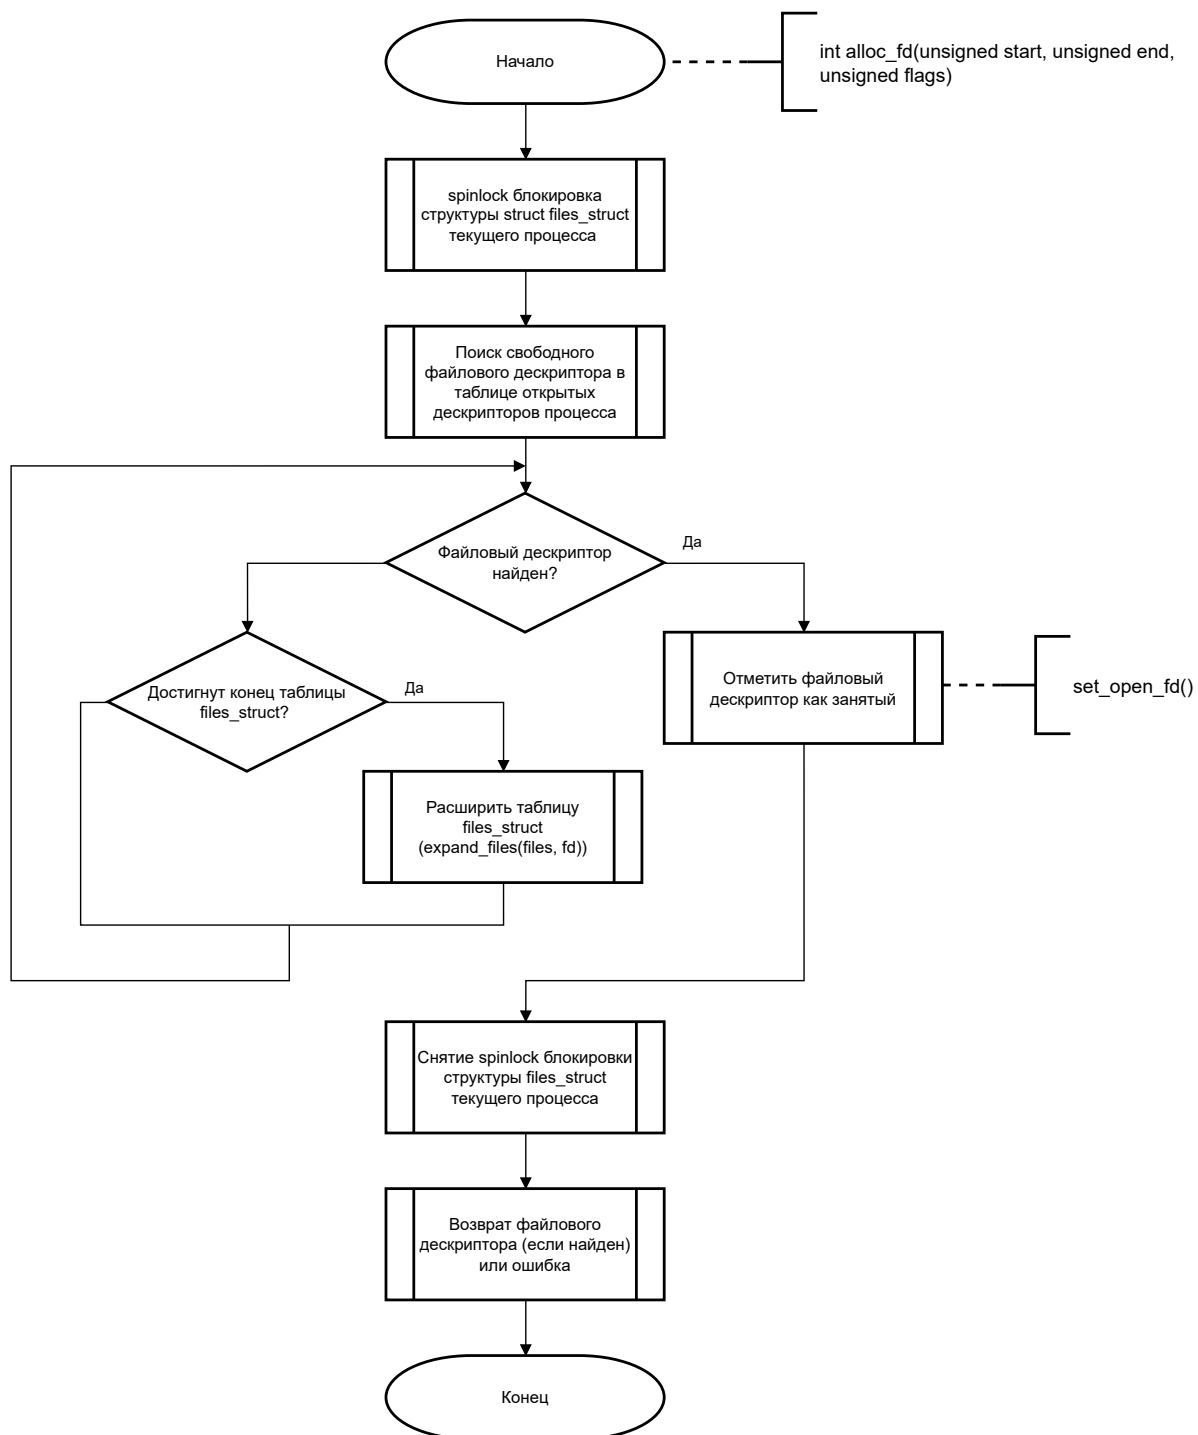 Начало
int alloc_fd(unsigned start, unsigned end,
unsigned flags)
spinlock блокировка
структуры struct files_struct
текущего процесса
Поиск свободного
файлового дескриптора в
таблице открытых
дескрипторов процесса
Файловый дескриптор
найден?
Да
Достигнут конец таблицы
files_struct?
Да
Отметить файловый
дескриптор как занятый
set_open_fd()
Расширить таблицу
files_struct
(expand_files(files, fd))
Снятие spinlock блокировки
структуры files_struct
текущего процесса
Возврат файлового
дескриптора (если найден)
или ошибка
Конец